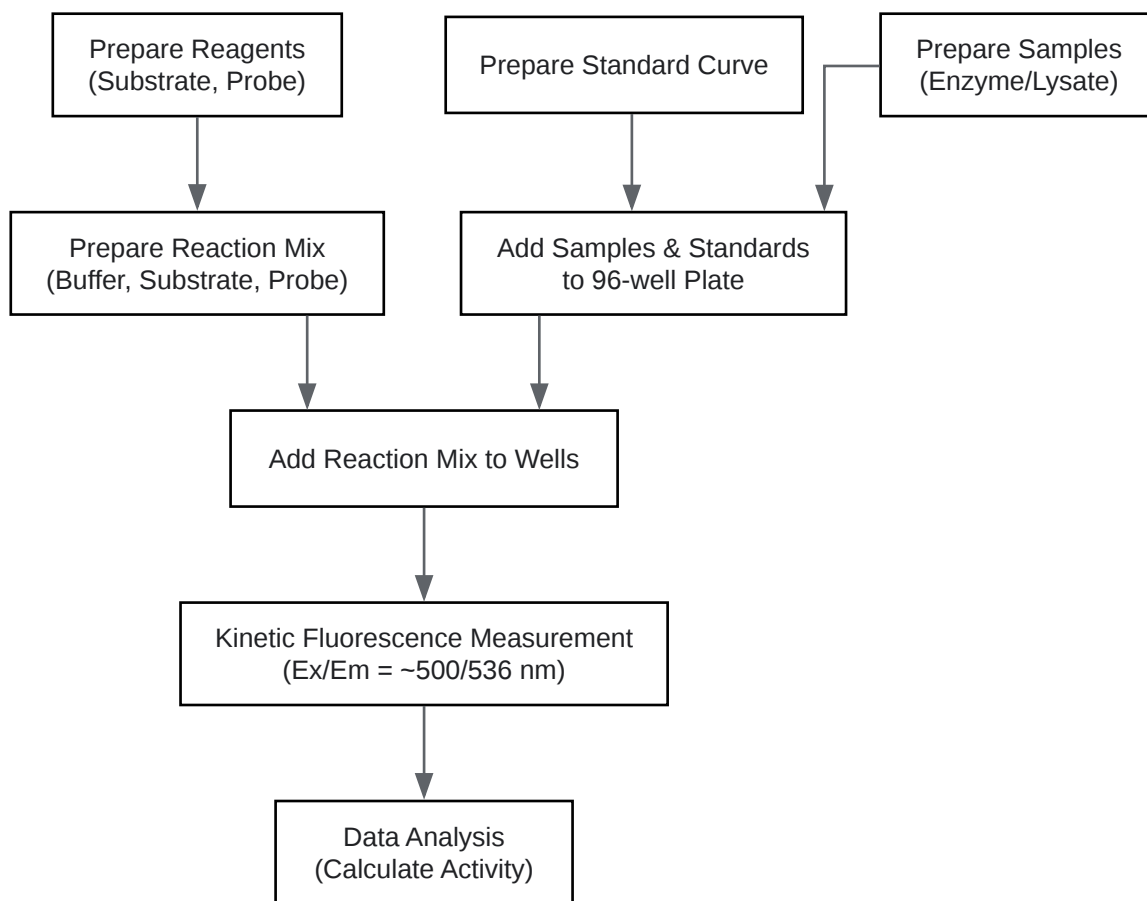 Prepare Reagents
(Substrate, Probe)
Prepare Standard Curve
Prepare Samples
(Enzyme/Lysate)
Prepare Reaction Mix
(Buffer, Substrate, Probe)
Add Samples & Standards
to 96-well Plate
Add Reaction Mix to Wells
Kinetic Fluorescence Measurement
(Ex/Em = ~500/536 nm)
Data Analysis
(Calculate Activity)